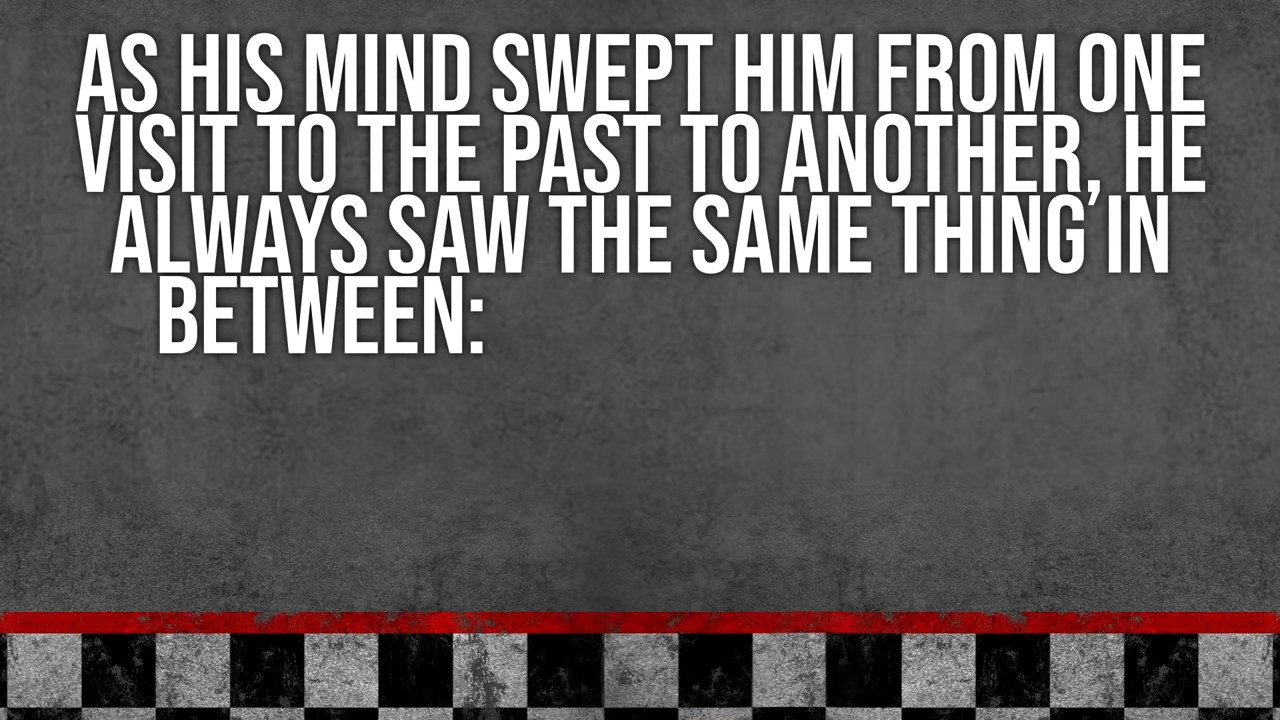 AS HIS MIND SWEPT HIM FROM ONE
VISIT TO THE PAST TO ANOTHER, HE
ALWAYS SAW THE SAME THING IN
BETWEEN: